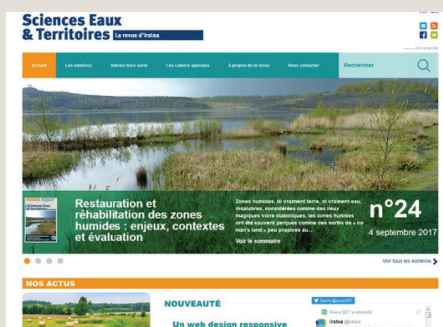 Sciences Eaux
& Territoires La revue d'Irstea
Accueil Les numéros Articles hors-série Les cahiers spéciaux À propos de la revue Nous contacter Rechercher
Restauration et
réhabilitation des zones
humides : enjeux, contextes
et évaluation
Zones humides. Ni vraiment terre, ni vraiment eau,
insalubres, considérées comme des lieux
magiques voire diaboliques, les zones humides
ont été souvent perçues comme des sortes de « no
man's land » peu propices au...
Voir le sommaire
n°24
4 septembre 2017
Voir tous les numéros
NOS ACTUS
NOUVEAUTÉ
Un web design responsive
Irstea